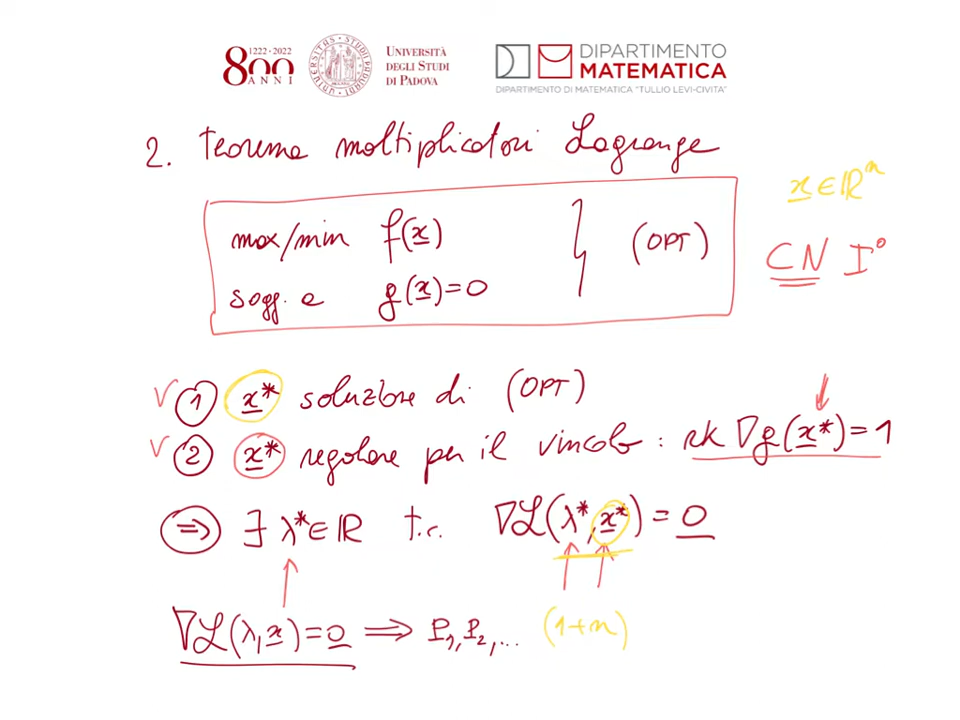 1222·2022
800
ANNI
UNIVERSITÀ
DEGLI STUDI
DI PADOVA
DIPARTIMENTO
MATEMATICA
DIPARTIMENTO DI MATEMATICA "TULLIO LEVI-CIVITA"
2. Teorema moltiplicatori Lagrange
x ∈ ℝⁿ
max/min f(x) (OPT)
CN I°
sogg. a g(x)=0
√ ① x* soluzione di (OPT)
√ ② x* regolare per il vincolo : rk ∇g(x*)=1
⇒ ∃ λ* ∈ ℝ t.c. ∇ℒ(λ*, x*) = 0
∇ℒ(λ, x)=0 ⇒ P₁, P₂, ... (1+n)